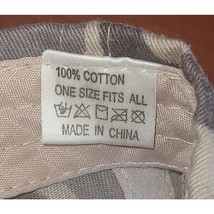 100% COTTON
ONE SIZE FITS ALL
MADE IN CHINA